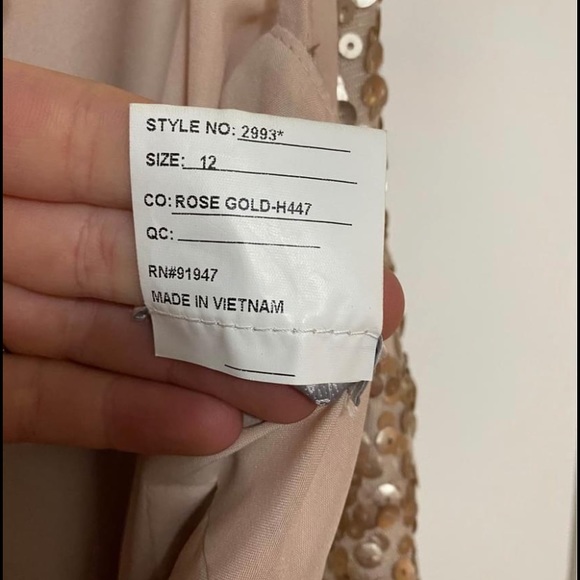 STYLE NO: 2993*
SIZE: 12
CO: ROSE GOLD-H447
QC:
RN#91947
MADE IN VIETNAM